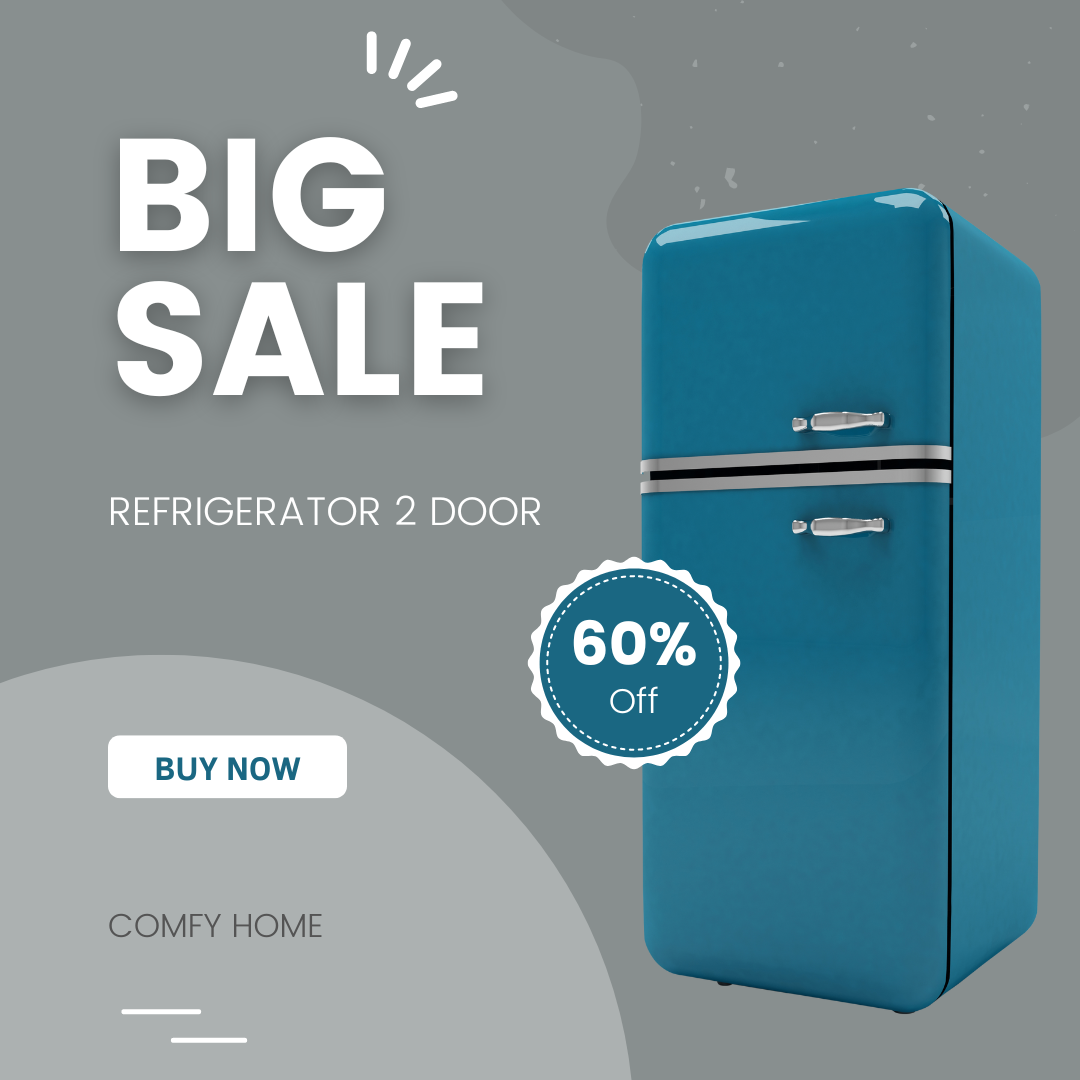 BIG
SALE
REFRIGERATOR 2 DOOR
60%
Off
BUY NOW
COMFY HOME